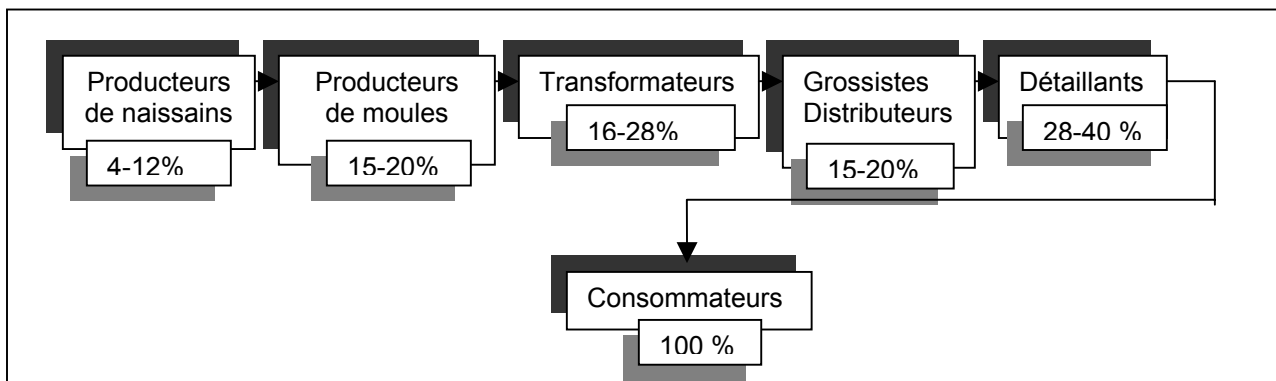 Producteurs
de naissains
4-12%
Producteurs
de moules
15-20%
Transformateurs
16-28%
Grossistes
Distributeurs
15-20%
Détaillants
28-40 %
Consommateurs
100 %